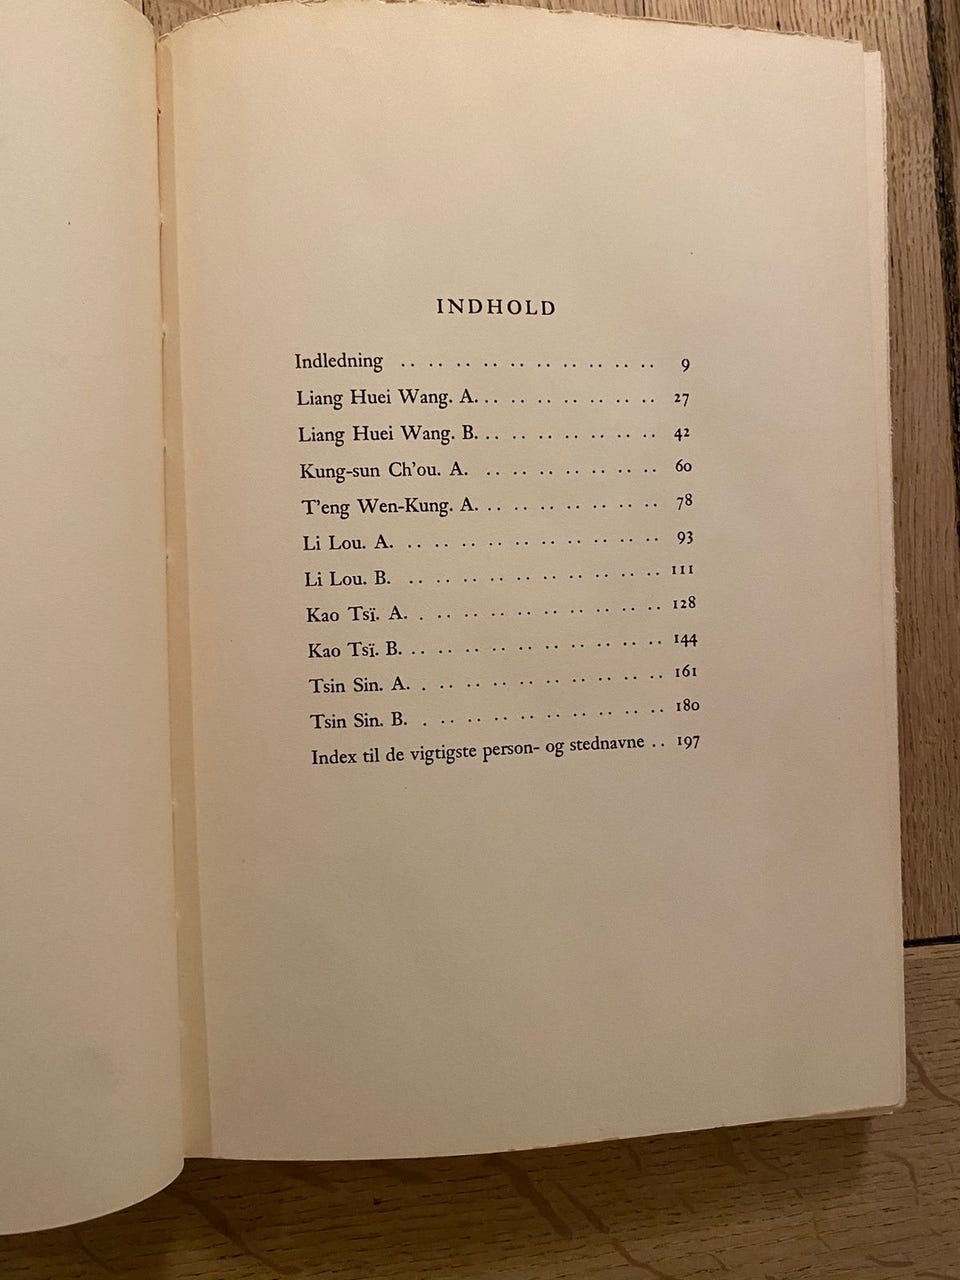 INDHOLD
Indledning .. .. .. .. .. .. .. .. .. .. 9
Liang Huei Wang. A. .. .. .. .. .. .. .. 27
Liang Huei Wang. B. .. .. .. .. .. .. .. 42
Kung-sun Ch'ou. A. .. .. .. .. .. .. .. 60
T'eng Wen-Kung. A. .. .. .. .. .. .. .. 78
Li Lou. A. .. .. .. .. .. .. .. .. .. .. 93
Li Lou. B. .. .. .. .. .. .. .. .. .. .. 111
Kao Tsï. A. . .. .. .. .. .. .. .. .. .. 128
Kao Tsï. B. .. .. .. .. .. .. .. .. .. .. 144
Tsin Sin. A. . .. .. .. .. .. .. .. .. .. 161
Tsin Sin. B. . .. .. .. .. .. .. .. .. .. 180
Index til de vigtigste person- og stednavne .. 197